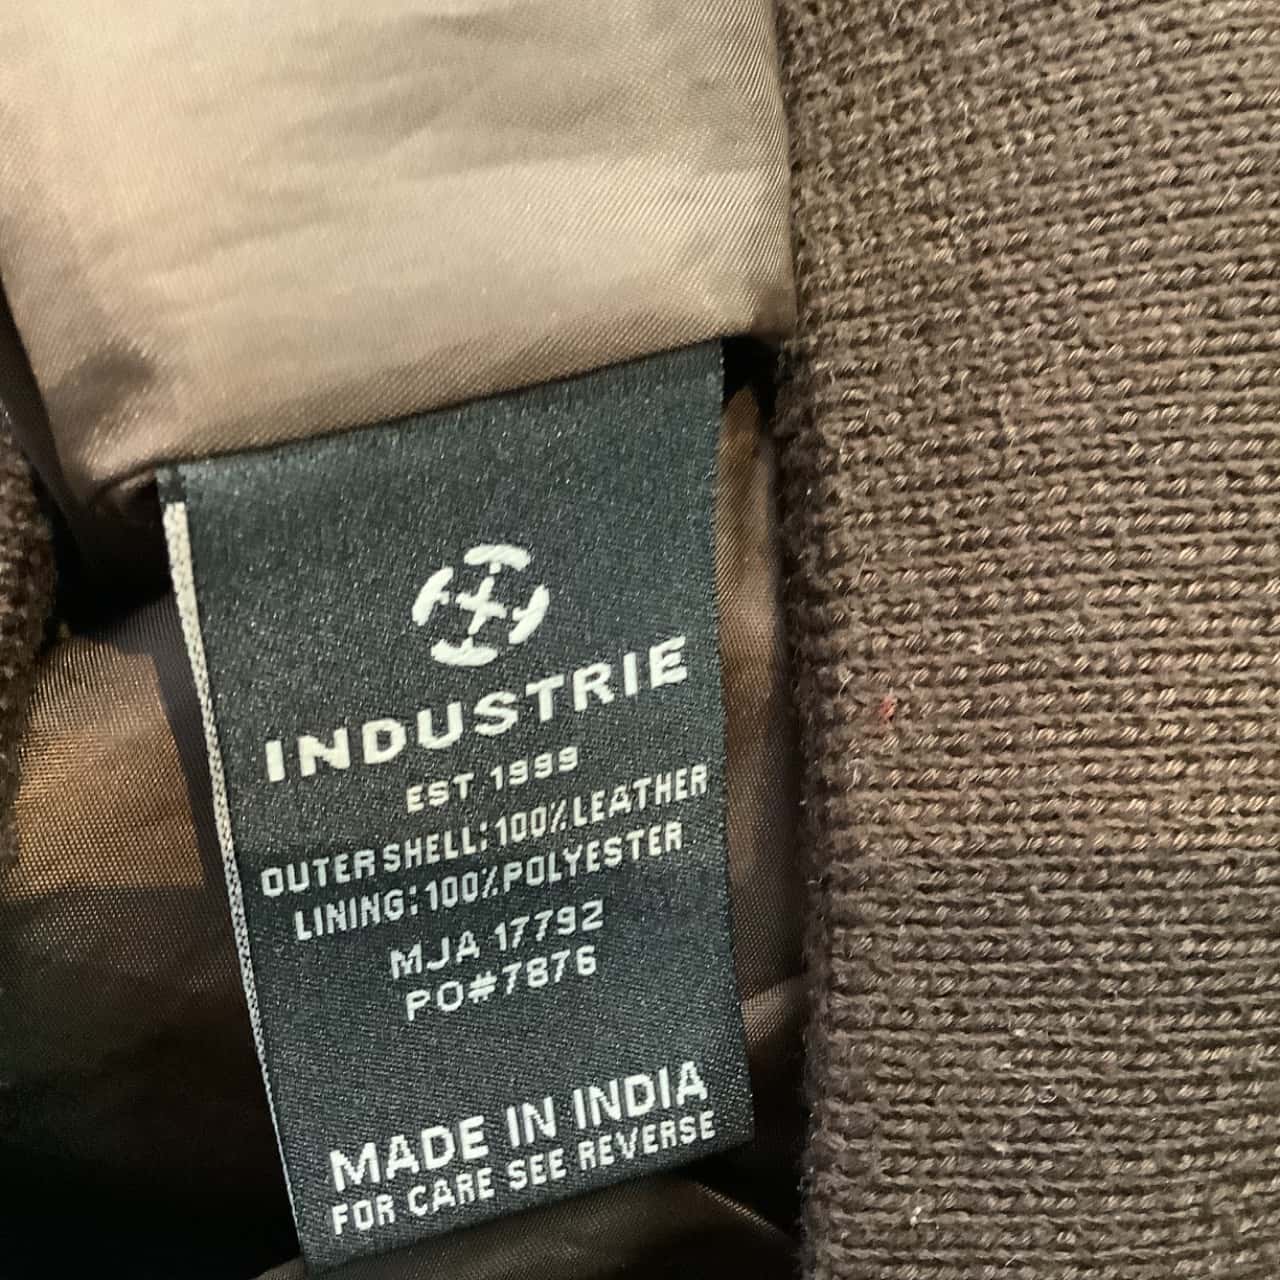 INDUSTRIE
EST 1999
OUTER SHELL: 100% LEATHER
LINING: 100% POLYESTER
MJA 17792
PO#7876
MADE IN INDIA
FOR CARE SEE REVERSE